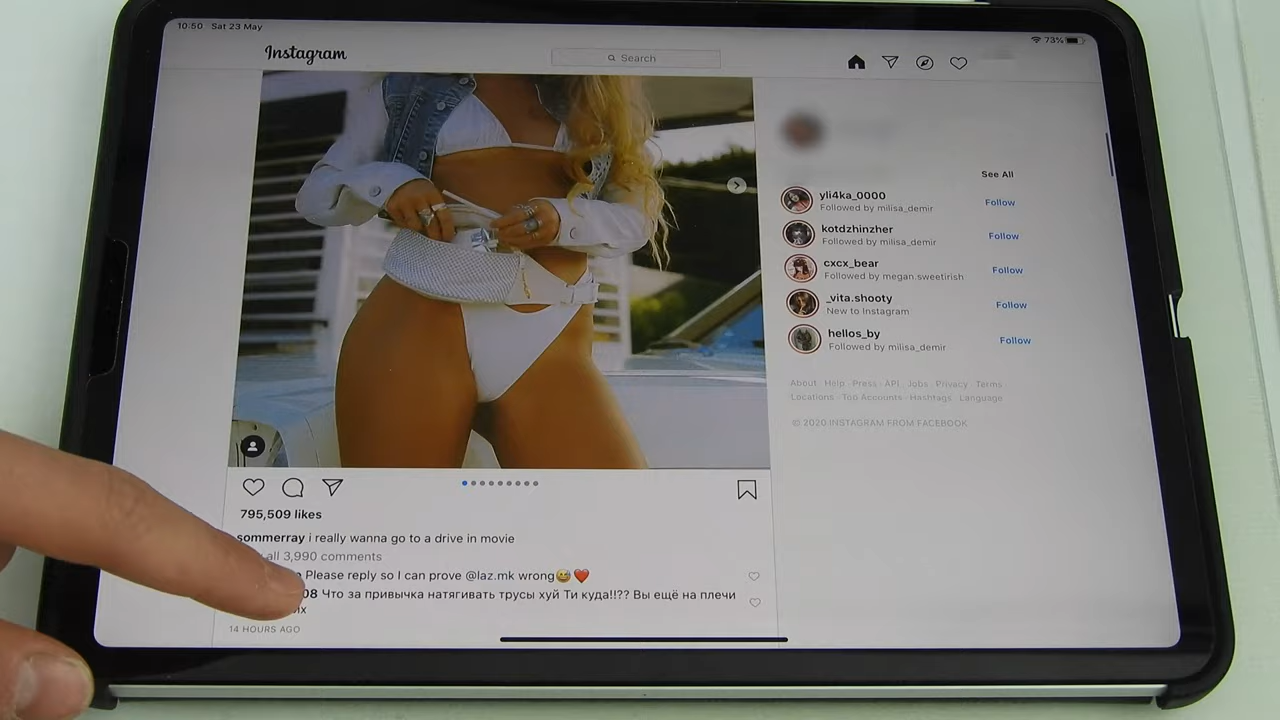 10:50 Sat 23 May
73%
Instagram
Search
See All
yli4ka_0000
Followed by milisa_demir
Follow
kotdzhinzher
Followed by milisa_demir
Follow
cxcx_bear
Followed by megan.sweetirish
Follow
_vita.shooty
New to Instagram
Follow
hellos_by
Followed by milisa_demir
Follow
About · Help · Press · API · Jobs · Privacy · Terms
Locations · Top Accounts · Hashtags · Language
© 2020 INSTAGRAM FROM FACEBOOK
795,509 likes
sommerray i really wanna go to a drive in movie
all 3,990 comments
Please reply so I can prove @laz.mk wrong😅❤️
08 Что за привычка натягивать трусы хуй Ти куда!!?? Вы ещё на плечи
их
14 HOURS AGO